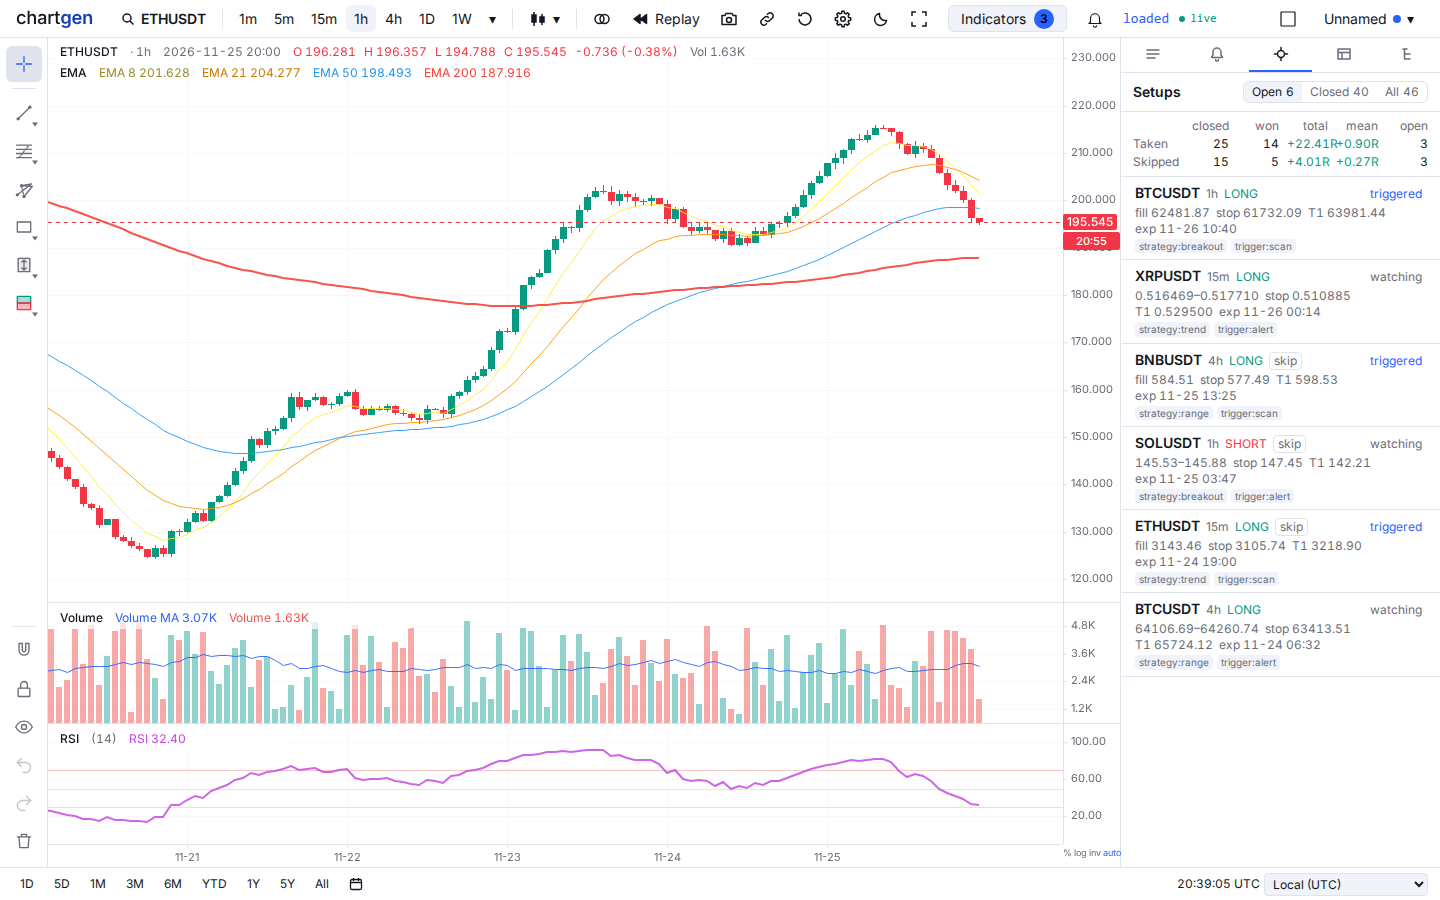 chartgen ETHUSDT 1m 5m 15m 1h 4h 1D 1W Replay Indicators 3 loaded live Unnamed
ETHUSDT · 1h 2026-11-25 20:00 O 196.281 H 196.357 L 194.788 C 195.545 -0.736 (-0.38%) Vol 1.63K
EMA EMA 8 201.628 EMA 21 204.277 EMA 50 198.493 EMA 200 187.916
230.000
220.000
210.000
200.000
195.545
20:55
180.000
170.000
160.000
150.000
140.000
130.000
120.000
Volume Volume MA 3.07K Volume 1.63K
4.8K
3.6K
2.4K
1.2K
RSI (14) RSI 32.40
100.00
60.00
20.00
11-21 11-22 11-23 11-24 11-25
% log inv auto
Setups Open 6 Closed 40 All 46
closed won total mean open
Taken 25 14 +22.41R +0.90R 3
Skipped 15 5 +4.01R +0.27R 3
BTCUSDT 1h LONG triggered
fill 62481.87 stop 61732.09 T1 63981.44
exp 11-26 10:40
strategy:breakout trigger:scan
XRPUSDT 15m LONG watching
0.516469–0.517710 stop 0.510885
T1 0.529500 exp 11-26 00:14
strategy:trend trigger:alert
BNBUSDT 4h LONG skip triggered
fill 584.51 stop 577.49 T1 598.53
exp 11-25 13:25
strategy:range trigger:scan
SOLUSDT 1h SHORT skip watching
145.53–145.88 stop 147.45 T1 142.21
exp 11-25 03:47
strategy:breakout trigger:alert
ETHUSDT 15m LONG skip triggered
fill 3143.46 stop 3105.74 T1 3218.90
exp 11-24 19:00
strategy:trend trigger:scan
BTCUSDT 4h LONG watching
64106.69–64260.74 stop 63413.51
T1 65724.12 exp 11-24 06:32
strategy:range trigger:alert
1D 5D 1M 3M 6M YTD 1Y 5Y All 20:39:05 UTC Local (UTC)